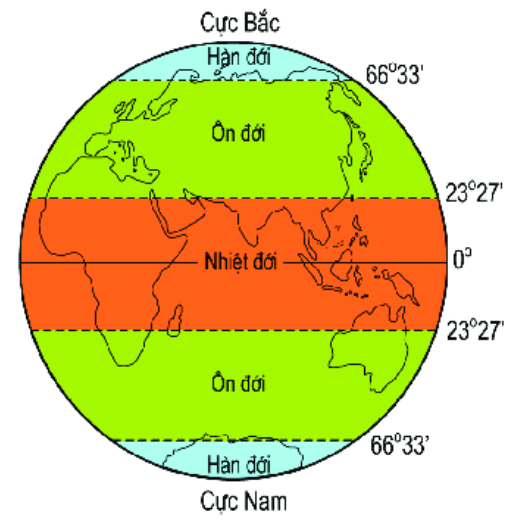 Cực Bắc
Hàn đới
66°33'
Ôn đới
23°27'
Nhiệt đới
0°
23°27'
Ôn đới
66°33'
Hàn đới
Cực Nam